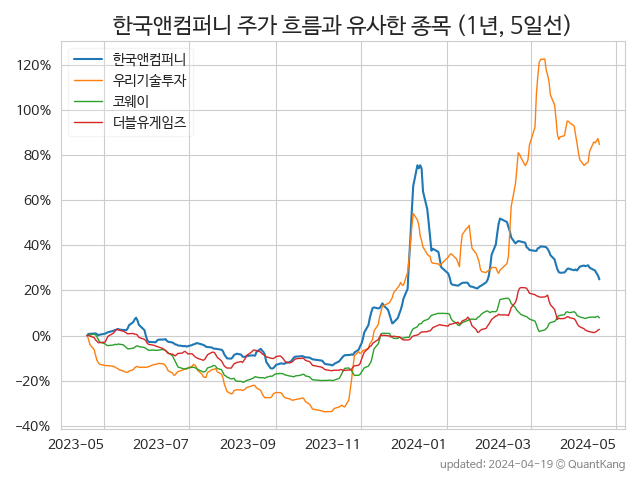 한국앤컴퍼니 주가 흐름과 유사한 종목 (1년, 5일선)
한국앤컴퍼니
우리기술투자
코웨이
더블유게임즈
120%
100%
80%
60%
40%
20%
0%
−20%
−40%
2023-05 2023-07 2023-09 2023-11 2024-01 2024-03 2024-05
updated: 2024-04-19 © QuantKang